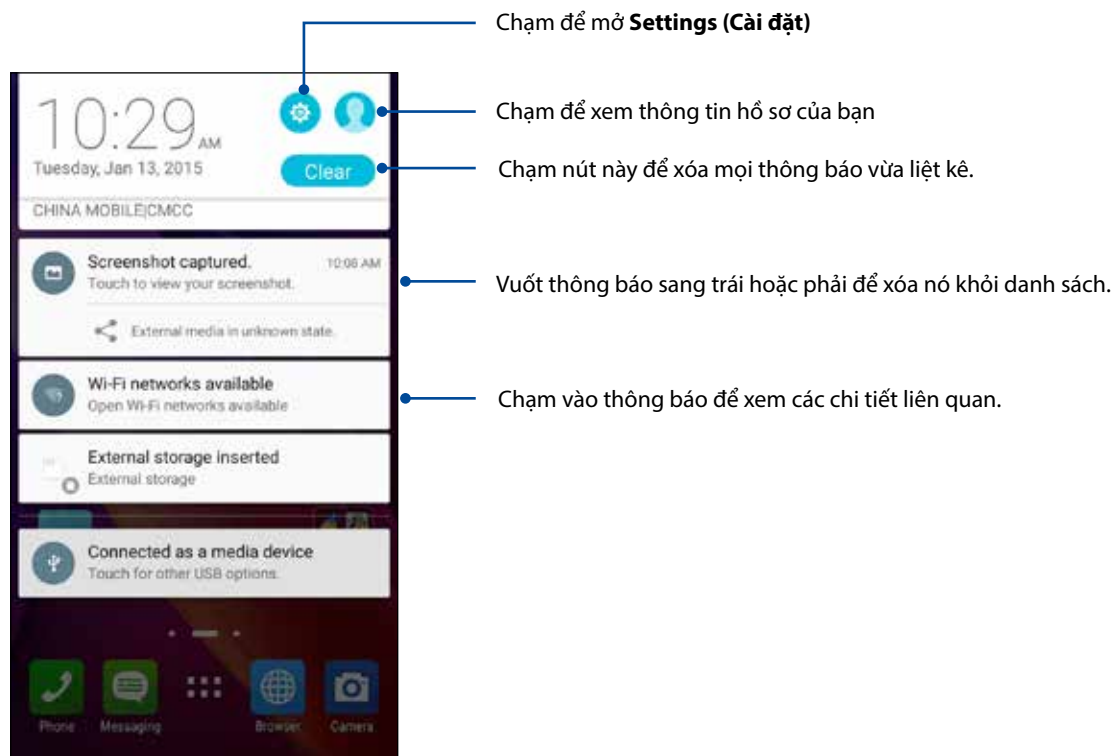 Chạm để mở Settings (Cài đặt)
10:29 AM
Chạm để xem thông tin hồ sơ của bạn
Tuesday, Jan 13, 2015
Clear
Chạm nút này để xóa mọi thông báo vừa liệt kê.
CHINA MOBILE|CMCC
Screenshot captured.
10:08 AM
Touch to view your screenshot.
Vuốt thông báo sang trái hoặc phải để xóa nó khỏi danh sách.
External media in unknown state.
Wi-Fi networks available
Open Wi-Fi networks available
Chạm vào thông báo để xem các chi tiết liên quan.
External storage inserted
External storage
Connected as a media device
Touch for other USB options.
Phone
Messaging
Browser
Camera